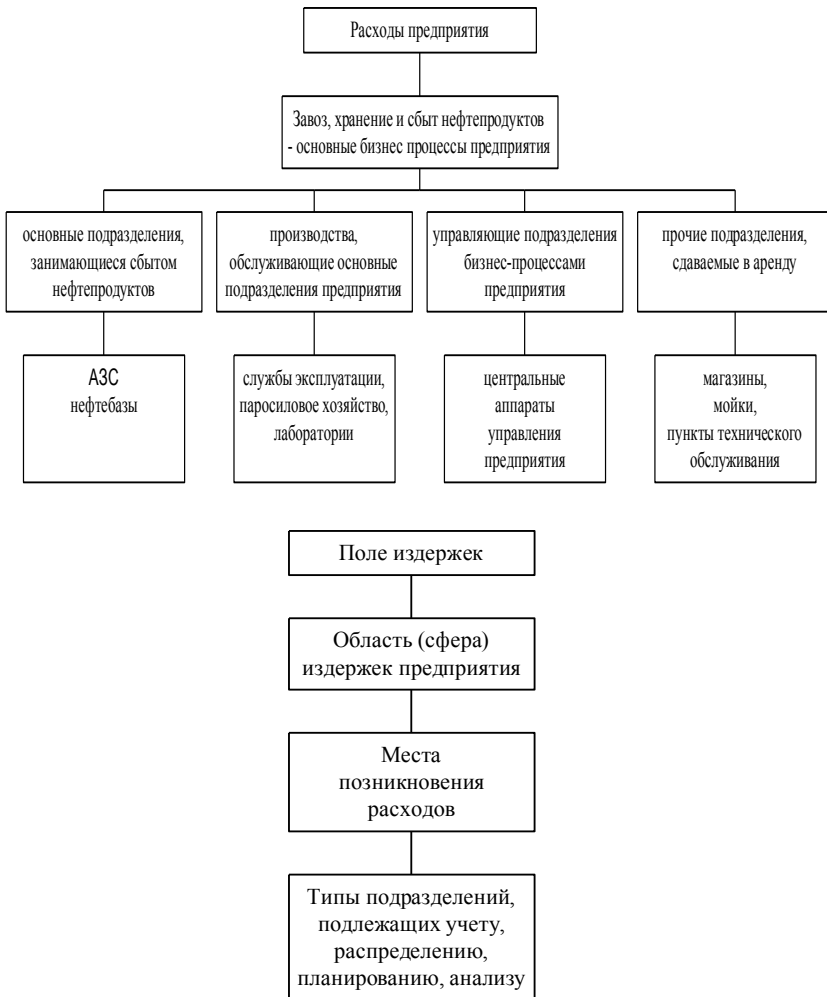 Расходы предприятия
Завоз, хранение и сбыт нефтепродуктов
- основные бизнес процессы предприятия
основные подразделения,
занимающиеся сбытом
нефтепродуктов
производства,
обслуживающие основные
подразделения предприятия
управляющие подразделения
бизнес-процессами
предприятия
прочие подразделения,
сдаваемые в аренду
АЗС
нефтебазы
службы эксплуатации,
паросиловое хозяйство,
лаборатории
центральные
аппараты
управления
предприятия
магазины,
мойки,
пункты технического
обслуживания
Поле издержек
Область (сфера)
издержек предприятия
Места
позникновения
расходов
Типы подразделений,
подлежащих учету,
распределению,
планированию, анализу